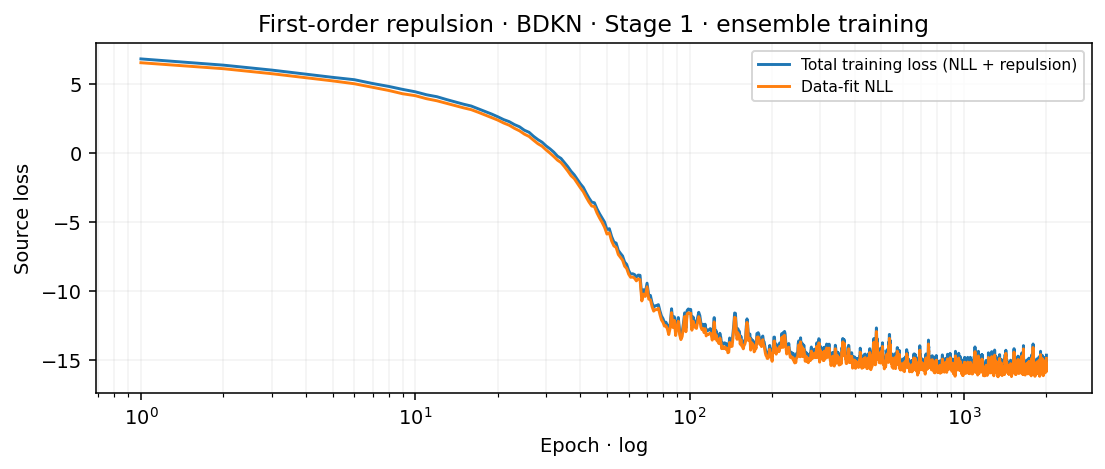 First-order repulsion · BDKN · Stage 1 · ensemble training
Total training loss (NLL + repulsion)
Data-fit NLL
Source loss
5
0
−5
−10
−15
10⁰ 10¹ 10² 10³
Epoch · log